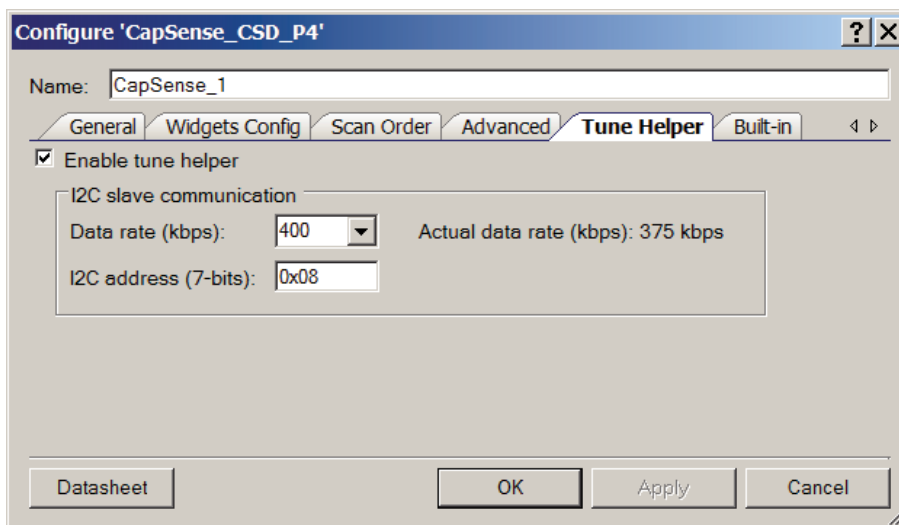 Configure 'CapSense_CSD_P4'
Name: CapSense_1
General Widgets Config Scan Order Advanced Tune Helper Built-in
Enable tune helper
I2C slave communication
Data rate (kbps): 400 Actual data rate (kbps): 375 kbps
I2C address (7-bits): 0x08
Datasheet OK Apply Cancel